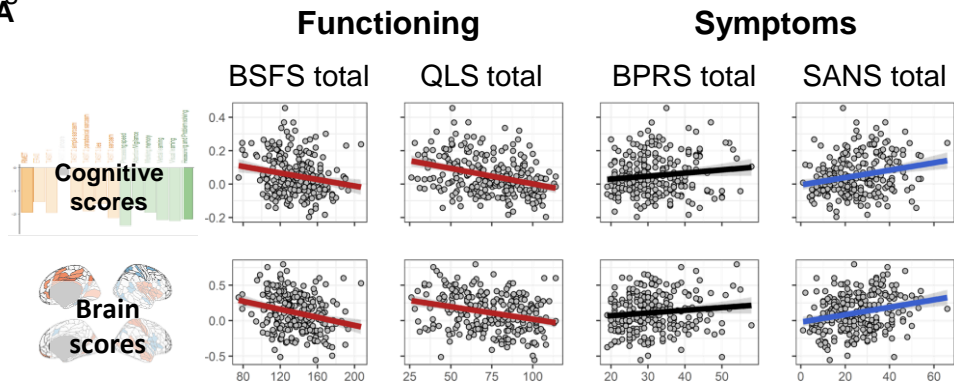 A
Functioning Symptoms
BSFS total QLS total BPRS total SANS total
Cognitive
scores
0.4
0.2
0.0
-0.2
Brain
scores
0.5
0.0
-0.5
80 120 160 200 25 50 75 100 20 30 40 50 0 20 40 60